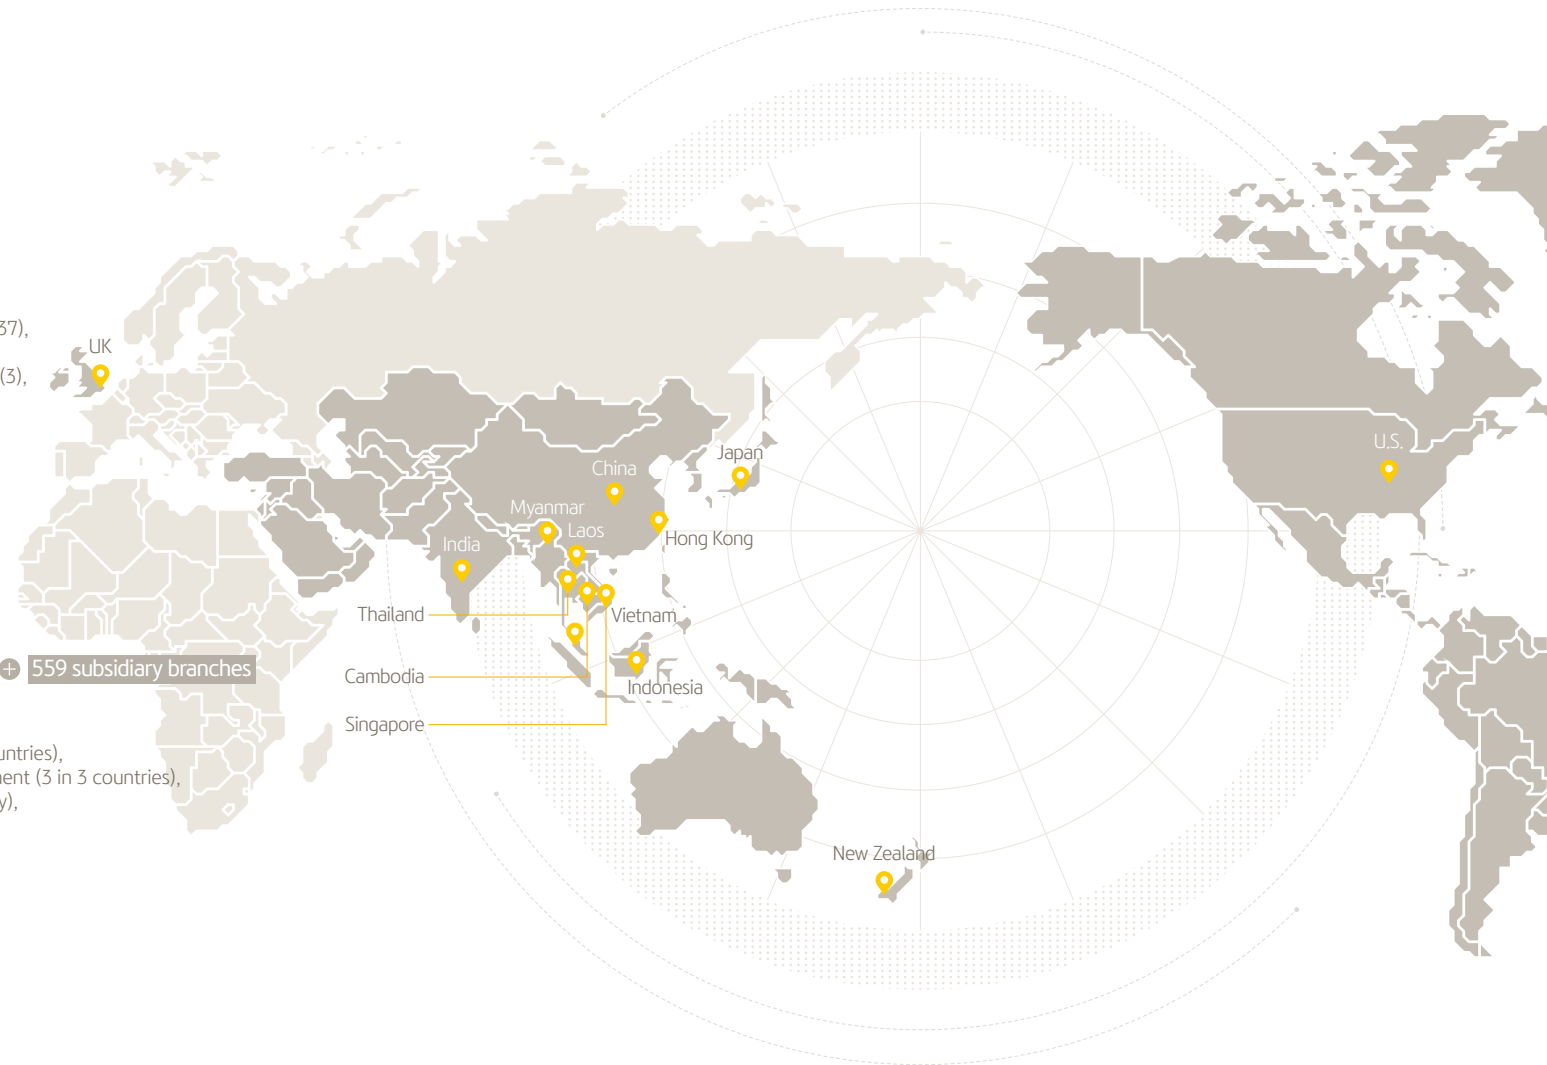 37),
UK
(3),
U.S.
Japan
China
Myanmar
Laos
Hong Kong
India
Thailand
Vietnam
559 subsidiary branches
Cambodia
Indonesia
Singapore
untries),
nent (3 in 3 countries),
y),
New Zealand